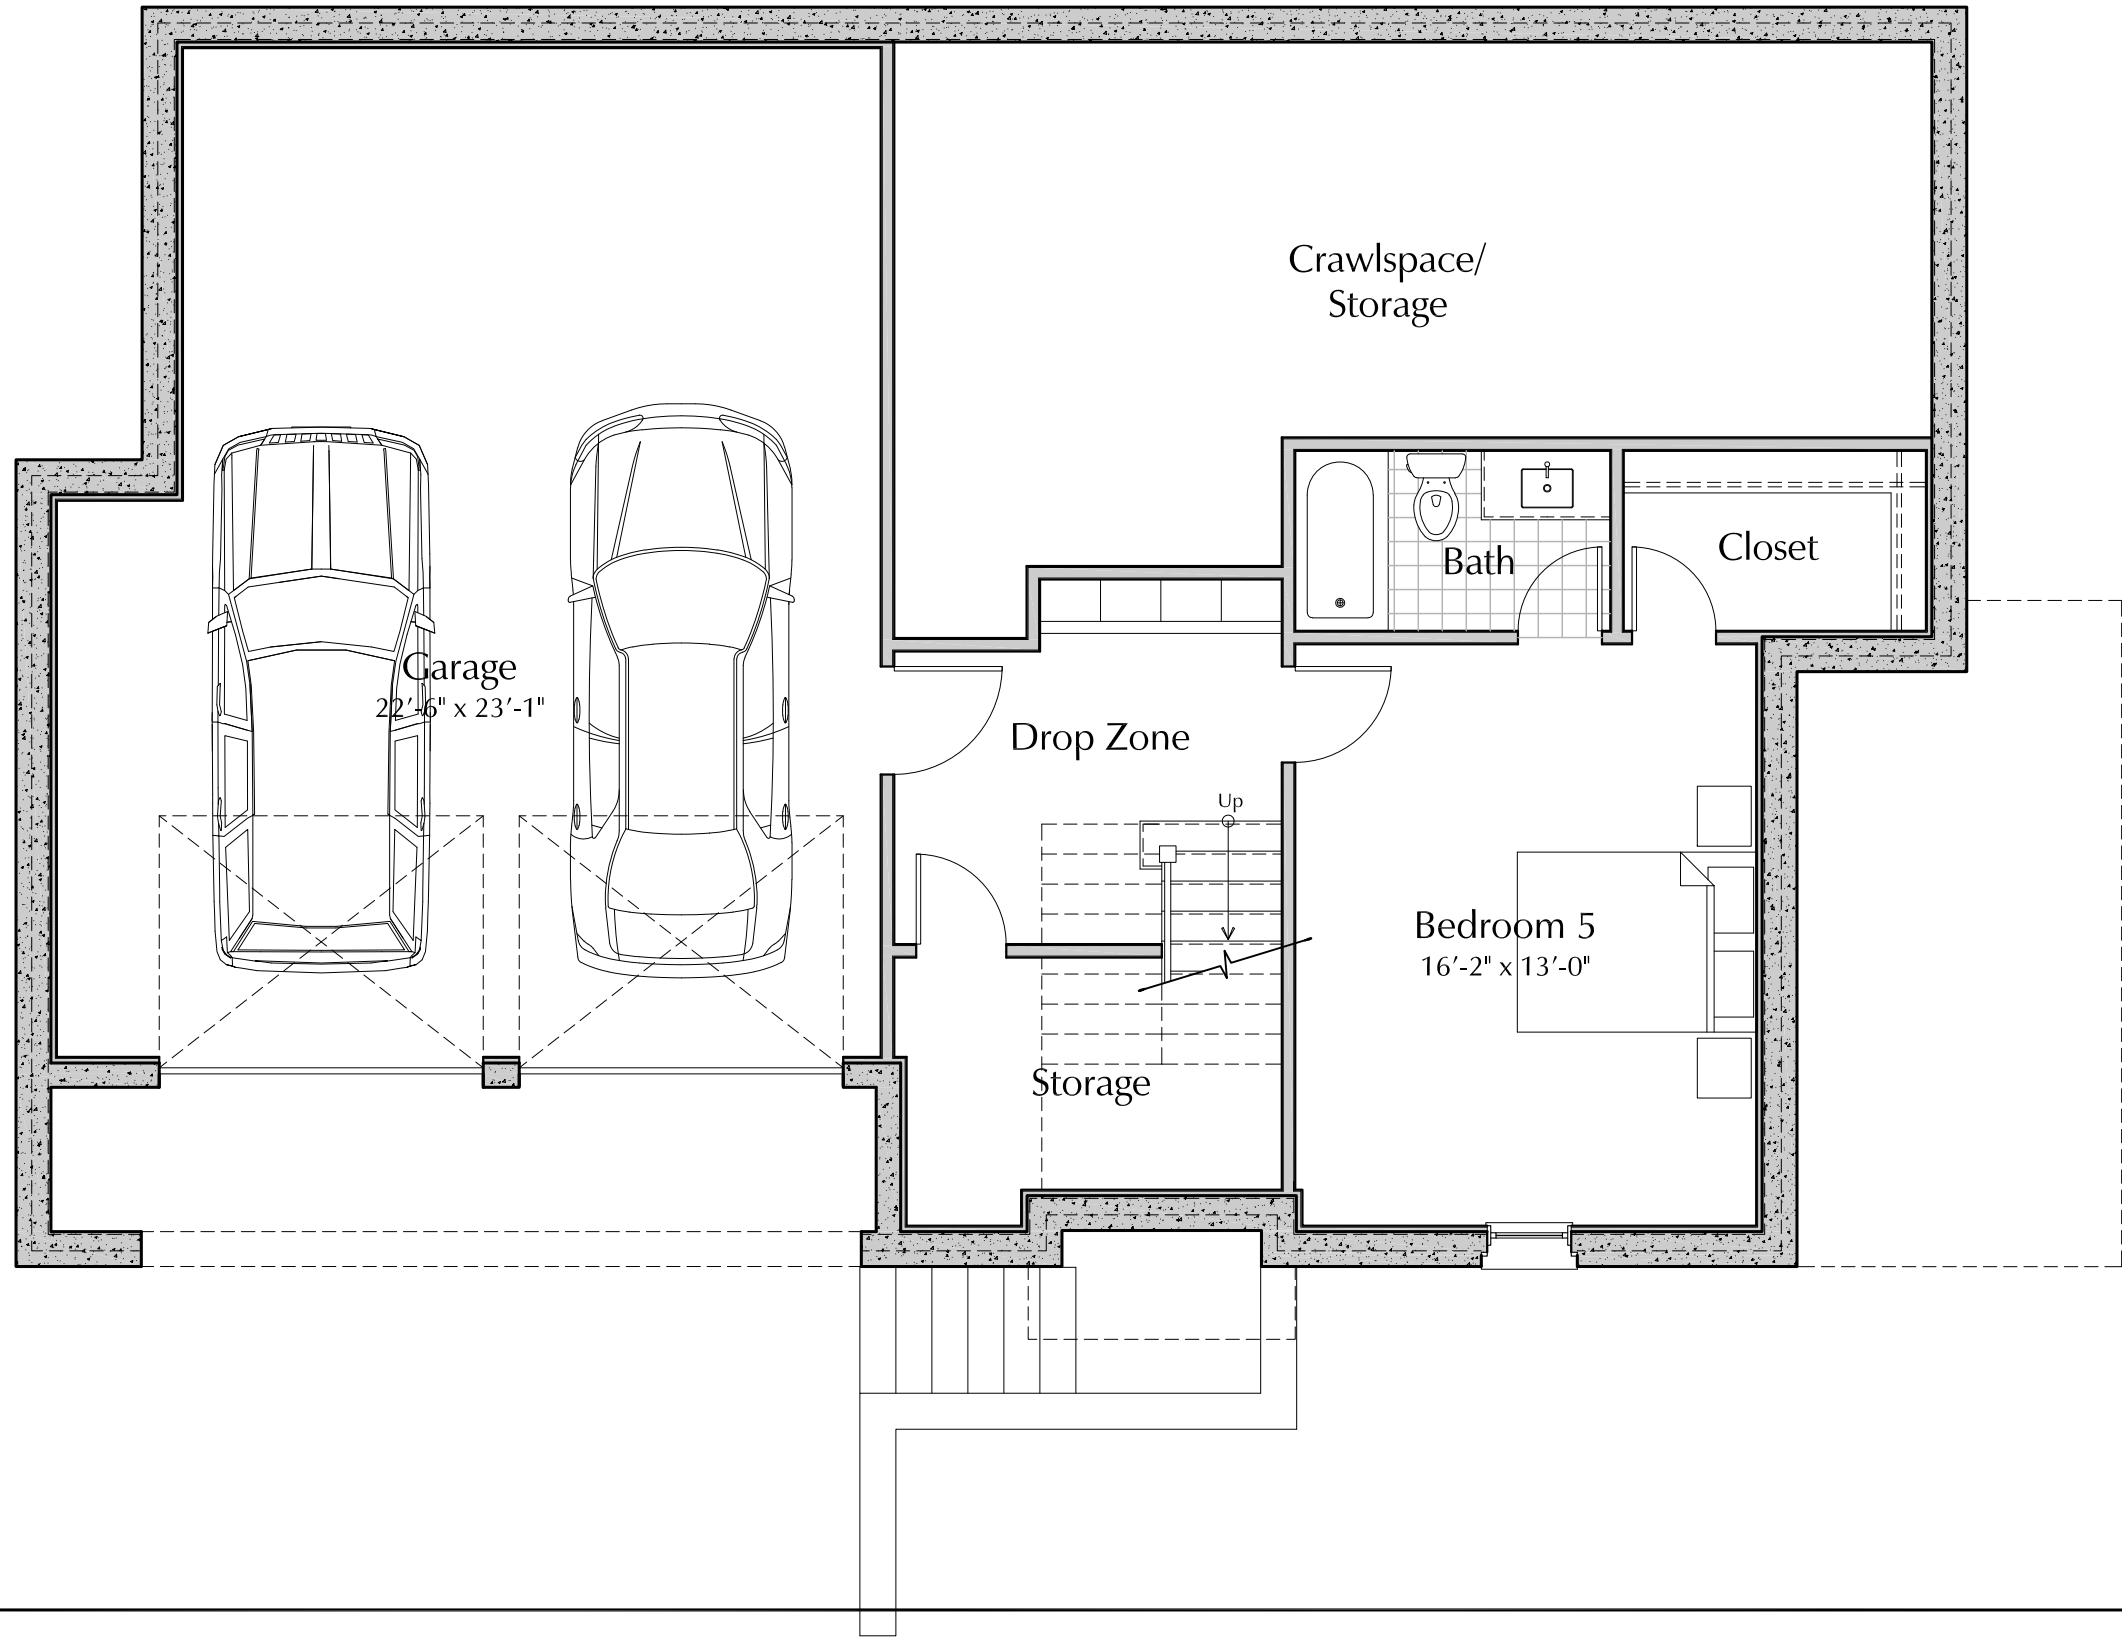 Crawlspace/
Storage
Bath
Closet
Garage
22'-6" x 23'-1"
Drop Zone
Up
Bedroom 5
16'-2" x 13'-0"
Storage